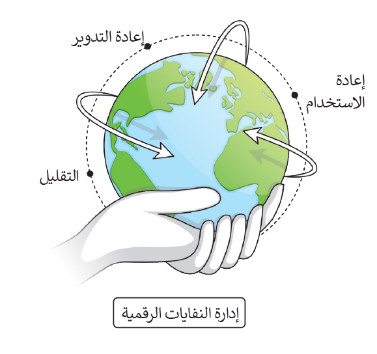 إعادة التدوير
إعادة
الاستخدام
التقليل
إدارة النفايات الرقمية